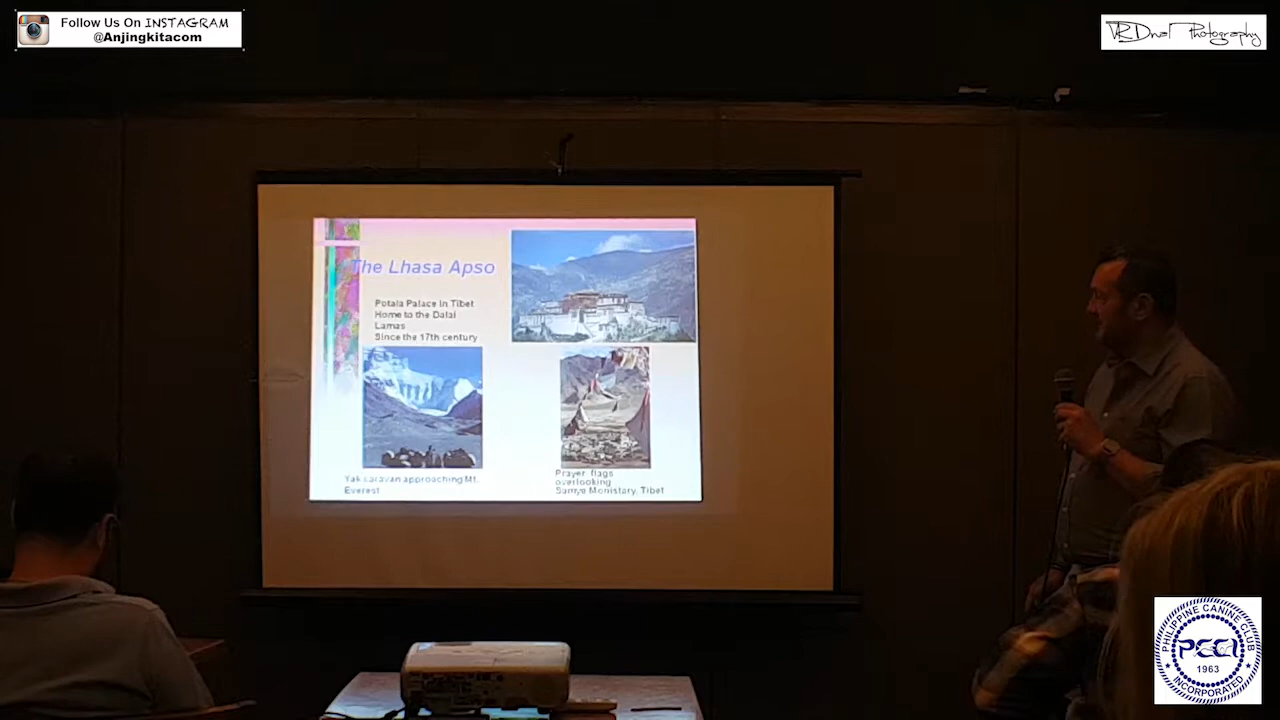 Follow Us On INSTAGRAM
@Anjingkitacom
VRDnal Photography
The Lhasa Apso
Potala Palace in Tibet
Home to the Dalai
Lamas
Since the 17th century
Yak caravan approaching Mt.
Everest
Prayer flags
overlooking
Samye Monistary, Tibet
PHILIPPINE CANINE CLUB
PCCI
1963
INCORPORATED